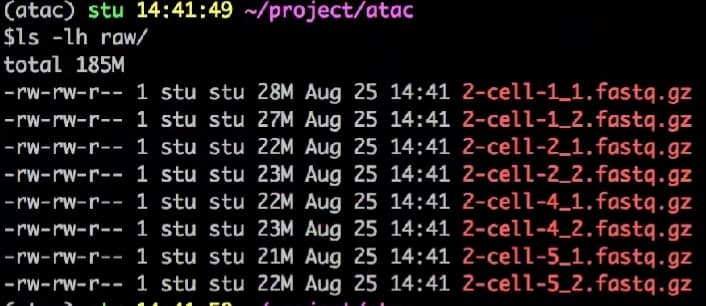 (atac) stu 14:41:49 ~/project/atac
$ls -lh raw/
total 185M
-rw-rw-r-- 1 stu stu 28M Aug 25 14:41 2-cell-1_1.fastq.gz
-rw-rw-r-- 1 stu stu 27M Aug 25 14:41 2-cell-1_2.fastq.gz
-rw-rw-r-- 1 stu stu 22M Aug 25 14:41 2-cell-2_1.fastq.gz
-rw-rw-r-- 1 stu stu 23M Aug 25 14:41 2-cell-2_2.fastq.gz
-rw-rw-r-- 1 stu stu 22M Aug 25 14:41 2-cell-4_1.fastq.gz
-rw-rw-r-- 1 stu stu 23M Aug 25 14:41 2-cell-4_2.fastq.gz
-rw-rw-r-- 1 stu stu 21M Aug 25 14:41 2-cell-5_1.fastq.gz
-rw-rw-r-- 1 stu stu 22M Aug 25 14:41 2-cell-5_2.fastq.gz